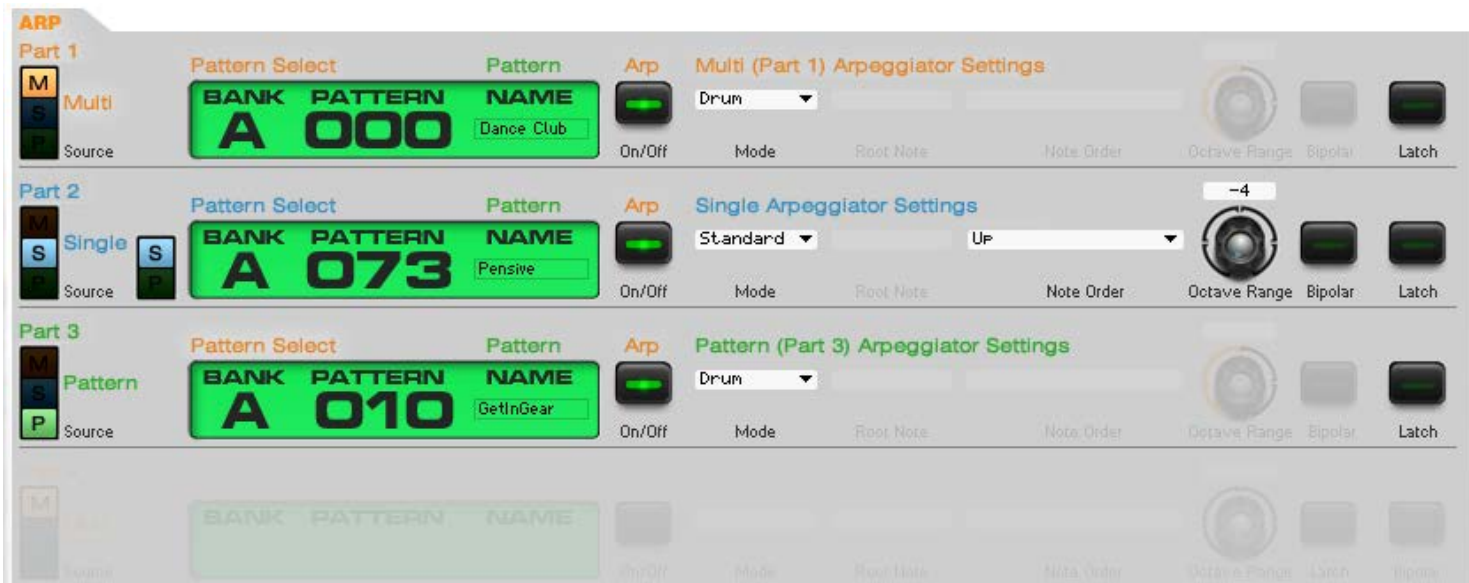 ARP
Part 1
Pattern Select Pattern Arp Multi (Part 1) Arpeggiator Settings
M
S
P
Multi
BANK PATTERN NAME
A 000 Dance Club
Drum
Source On/Off Mode Root Note Note Order Octave Range Bipolar Latch
Part 2
-4
Pattern Select Pattern Arp Single Arpeggiator Settings
M
S
P
Single
S
P
BANK PATTERN NAME
A 073 Pensive
Standard Up
Source On/Off Mode Root Note Note Order Octave Range Bipolar Latch
Part 3
Pattern Select Pattern Arp Pattern (Part 3) Arpeggiator Settings
M
S
P
Pattern
BANK PATTERN NAME
A 010 GetInGear
Drum
Source On/Off Mode Root Note Note Order Octave Range Bipolar Latch
M
BANK PATTERN NAME
Source On/Off Mode Root Note Note Order Octave Range Latch Bipolar